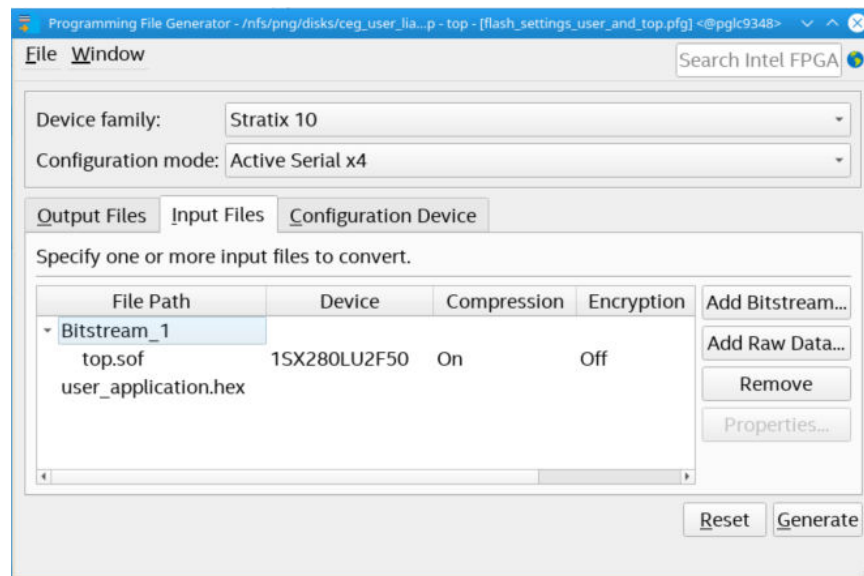 Programming File Generator - /nfs/png/disks/ceg_user_lia...p - top - [flash_settings_user_and_top.pfg] <@pglc9348>
File Window
Search Intel FPGA
Device family: Stratix 10
Configuration mode: Active Serial x4
Output Files Input Files Configuration Device
Specify one or more input files to convert.
File Path Device Compression Encryption Add Bitstream...
Bitstream_1
Add Raw Data...
top.sof 1SX280LU2F50 On Off
user_application.hex Remove
Properties...
Reset Generate